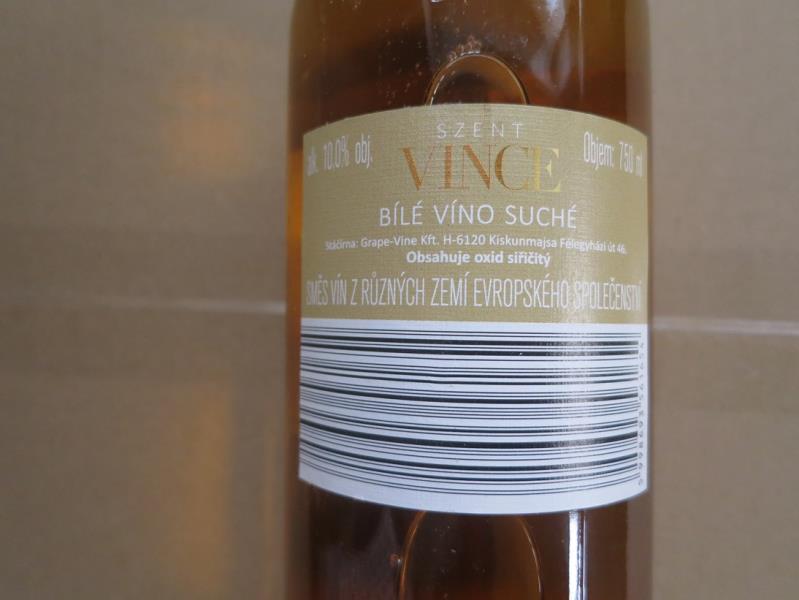 SZENT
alk. 10,0% obj.
VINCE
Objem: 750 ml
BÍLÉ VÍNO SUCHÉ
Stáčírna: Grape-Vine Kft. H-6120 Kiskunmajsa Félegyházi út 46.
Obsahuje oxid siřičitý
SMĚS VÍN Z RŮZNÝCH ZEMÍ EVROPSKÉHO SPOLEČENSTVÍ